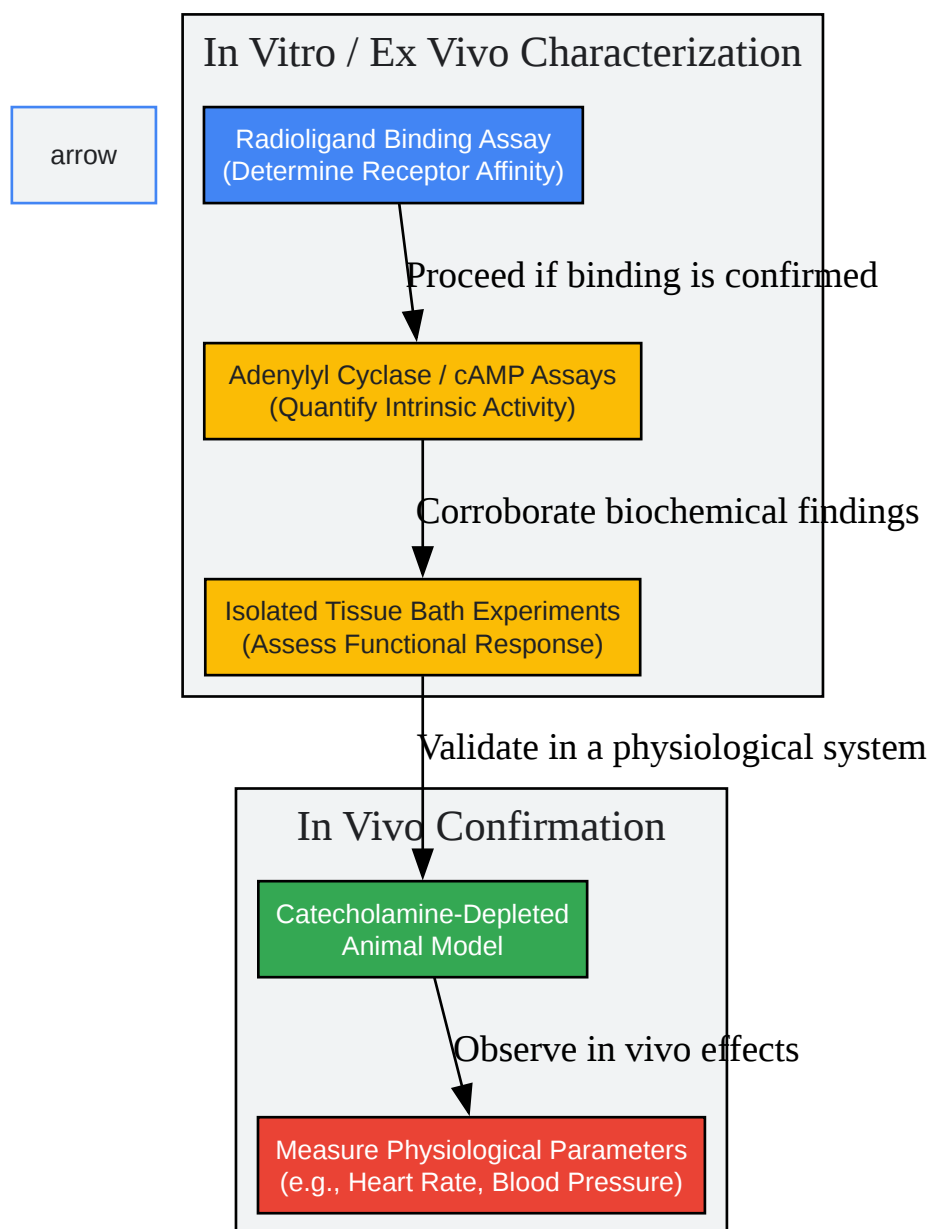 In Vitro / Ex Vivo Characterization
arrow
Radioligand Binding Assay
(Determine Receptor Affinity)
Proceed if binding is confirmed
Adenylyl Cyclase / cAMP Assays
(Quantify Intrinsic Activity)
Corroborate biochemical findings
Isolated Tissue Bath Experiments
(Assess Functional Response)
Validate in a physiological system
In Vivo Confirmation
Catecholamine-Depleted
Animal Model
Observe in vivo effects
Measure Physiological Parameters
(e.g., Heart Rate, Blood Pressure)